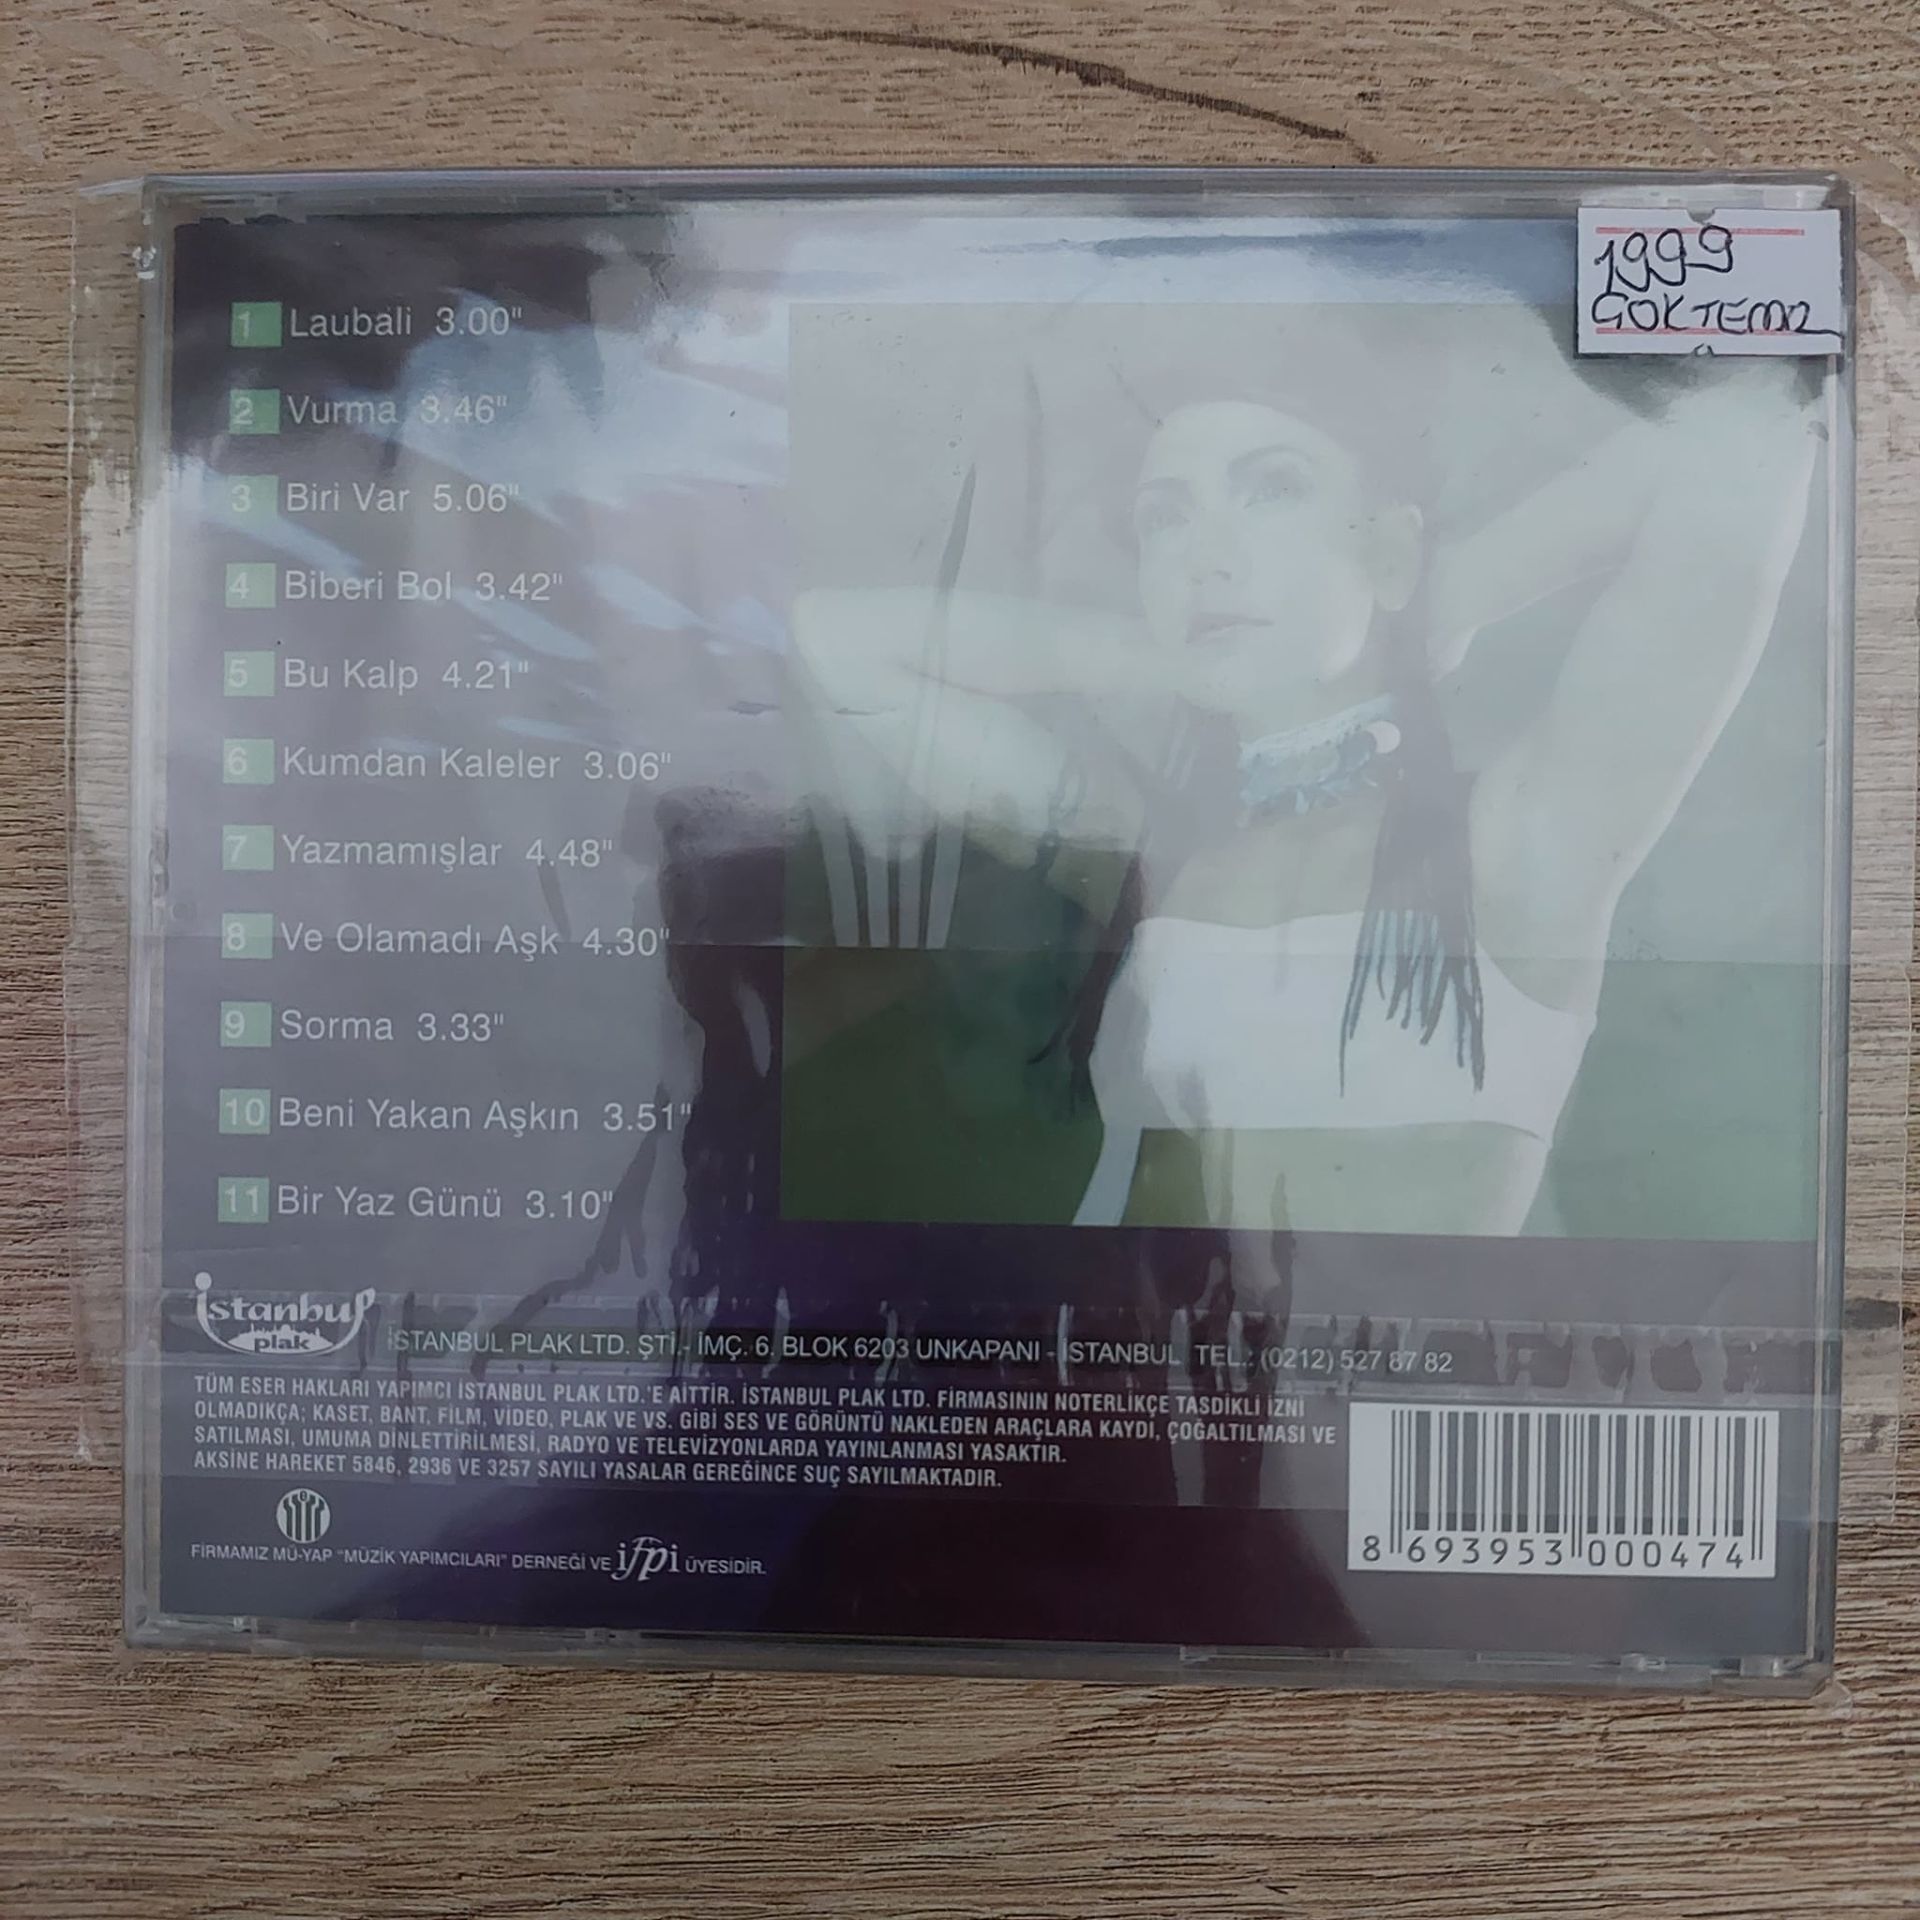 1999
GÖKTEMR
1 Laubali 3.00"
2 Vurma 3.46"
3 Biri Var 5.06"
4 Biberi Bol 3.42"
5 Bu Kalp 4.21"
6 Kumdan Kaleler 3.06"
7 Yazmamışlar 4.48"
8 Ve Olamadı Aşk 4.30"
9 Sorma 3.33"
10 Beni Yakan Aşkın 3.51"
11 Bir Yaz Günü 3.10"
istanbul
plak
İSTANBUL PLAK LTD. ŞTİ.- İMÇ. 6. BLOK 6203 UNKAPANI - İSTANBUL TEL.: (0212) 527 87 82
TÜM ESER HAKLARI YAPIMCI İSTANBUL PLAK LTD.'E AİTTİR. İSTANBUL PLAK LTD. FİRMASININ NOTERLİKÇE TASDİKLİ İZNİ
OLMADIKÇA; KASET, BANT, FİLM, VİDEO, PLAK VE VS. GİBİ SES VE GÖRÜNTÜ NAKLEDEN ARAÇLARA KAYDI, ÇOĞALTILMASI VE
SATILMASI, UMUMA DİNLETTİRİLMESİ, RADYO VE TELEVİZYONLARDA YAYINLANMASI YASAKTIR.
AKSİNE HAREKET 5846, 2936 VE 3257 SAYILI YASALAR GEREĞİNCE SUÇ SAYILMAKTADIR.
FİRMAMIZ MÜ-YAP "MÜZİK YAPIMCILARI" DERNEĞİ VE ifpi ÜYESİDİR.
8 693953 000474